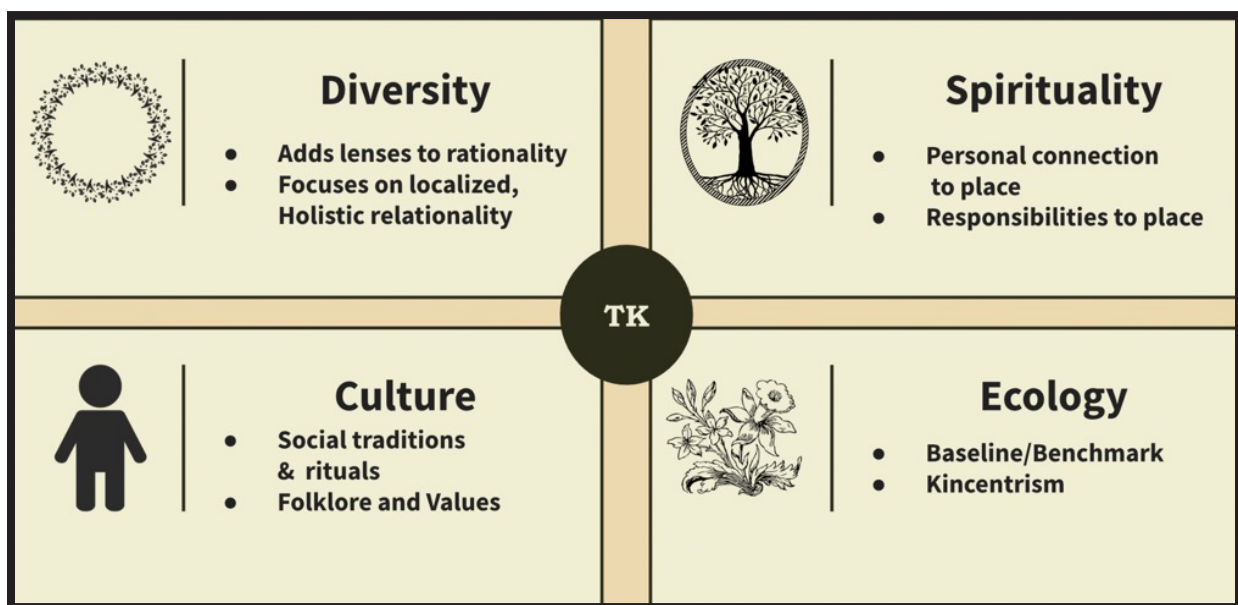 Diversity
• Adds lenses to rationality
• Focuses on localized,
Holistic relationality
Spirituality
• Personal connection
to place
• Responsibilities to place
TK
Culture
• Social traditions
& rituals
• Folklore and Values
Ecology
• Baseline/Benchmark
• Kincentrism